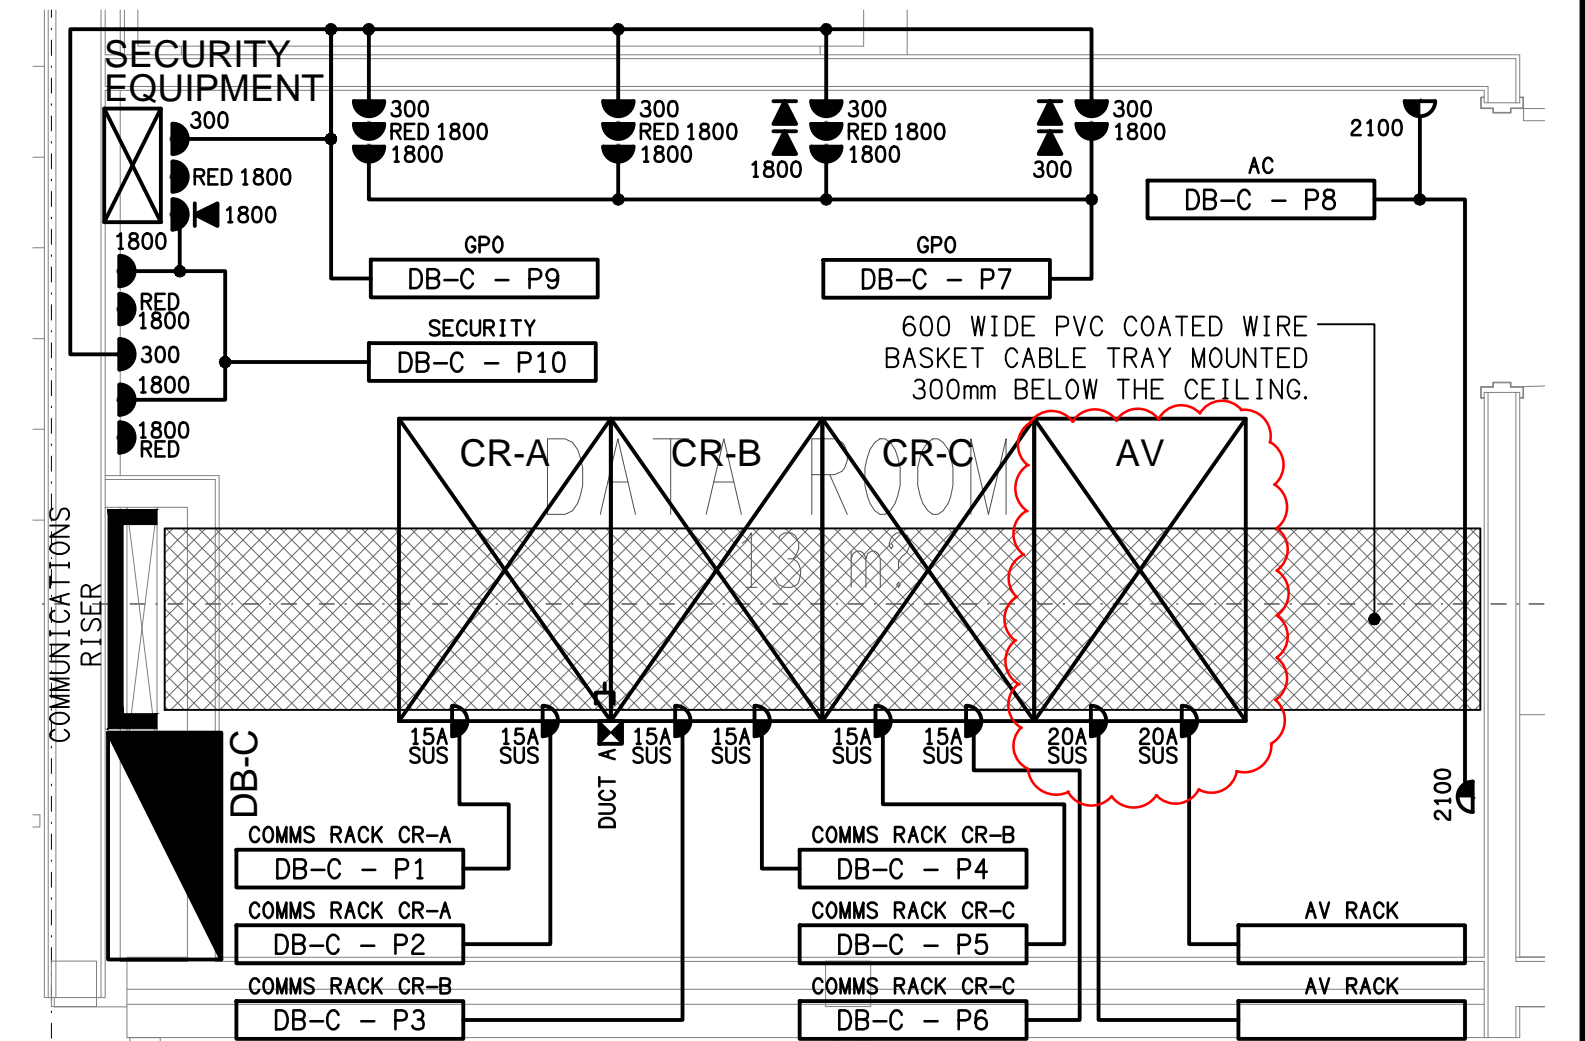 SECURITY
EQUIPMENT
300
RED 1800
1800
1800
RED
1800
300
1800
1800
RED
300
RED 1800
1800
300
RED 1800
1800
1800
300
RED 1800
1800
300
300
1800
2100
AC
DB-C - P8
GPO
DB-C - P9
GPO
DB-C - P7
SECURITY
DB-C - P10
600 WIDE PVC COATED WIRE
BASKET CABLE TRAY MOUNTED
300mm BELOW THE CEILING.
CR-A
CR-B
CR-C
AV
DATA ROOM
13 m²
COMMUNICATIONS
RISER
DB-C
15A
SUS
15A
SUS
DUCT A
15A
SUS
15A
SUS
15A
SUS
15A
SUS
20A
SUS
20A
SUS
2100
COMMS RACK CR-A
DB-C - P1
COMMS RACK CR-B
DB-C - P4
COMMS RACK CR-A
DB-C - P2
COMMS RACK CR-C
DB-C - P5
AV RACK
COMMS RACK CR-B
DB-C - P3
COMMS RACK CR-C
DB-C - P6
AV RACK